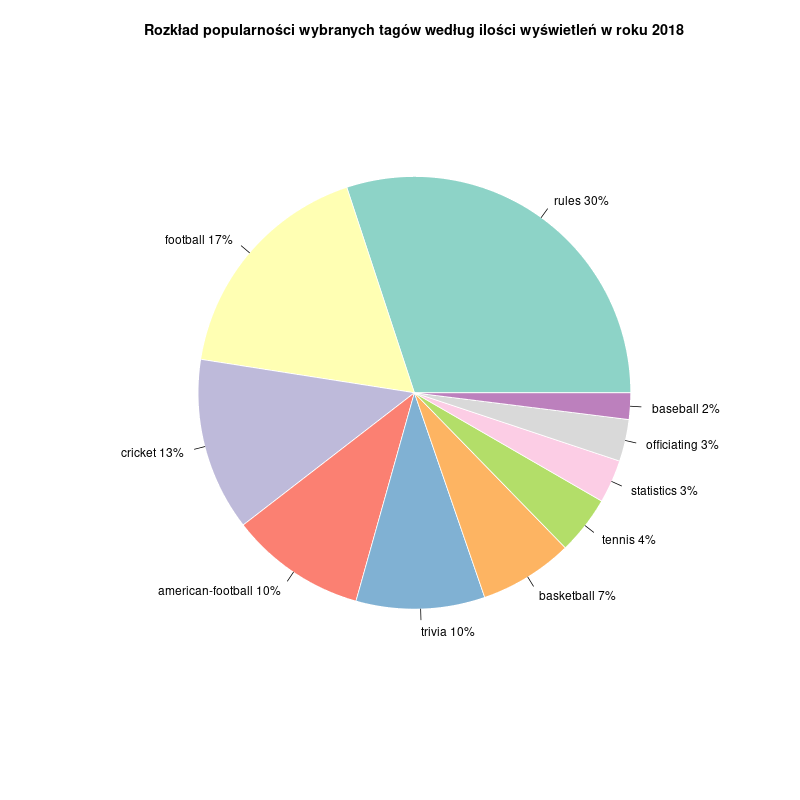 Rozkład popularności wybranych tagów według ilości wyświetleń w roku 2018
rules 30%
football 17%
cricket 13%
american-football 10%
trivia 10%
basketball 7%
tennis 4%
statistics 3%
officiating 3%
baseball 2%